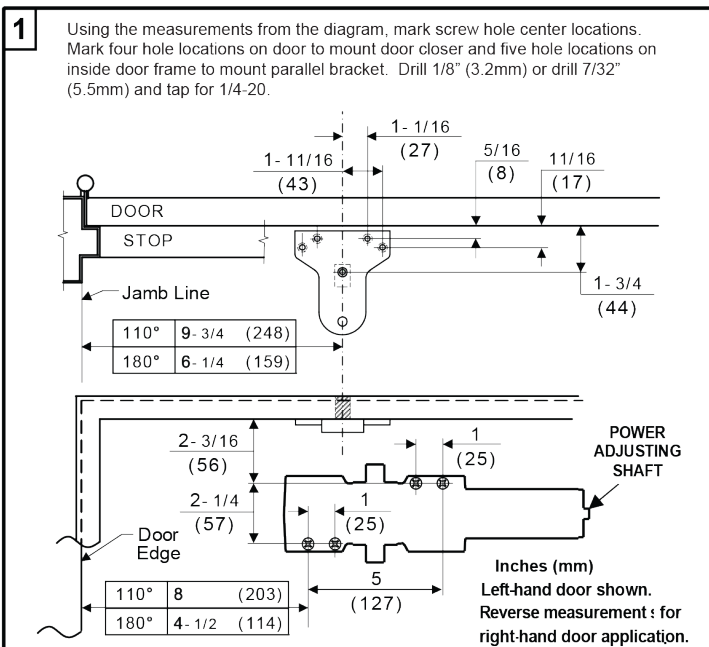 1
Using the measurements from the diagram, mark screw hole center locations.
Mark four hole locations on door to mount door closer and five hole locations on
inside door frame to mount parallel bracket. Drill 1/8” (3.2mm) or drill 7/32”
(5.5mm) and tap for 1/4-20.
1- 1/16
(27)
1- 11/16
(43)
5/16
(8)
11/16
(17)
DOOR
STOP
1- 3/4
(44)
Jamb Line
110° 9- 3/4 (248)
180° 6- 1/4 (159)
2- 3/16
(56)
1
(25)
POWER
ADJUSTING
SHAFT
2- 1/4
(57)
1
(25)
Door
Edge
5
(127)
110° 8 (203)
180° 4- 1/2 (114)
Inches (mm)
Left-hand door shown.
Reverse measurements for
right-hand door application.